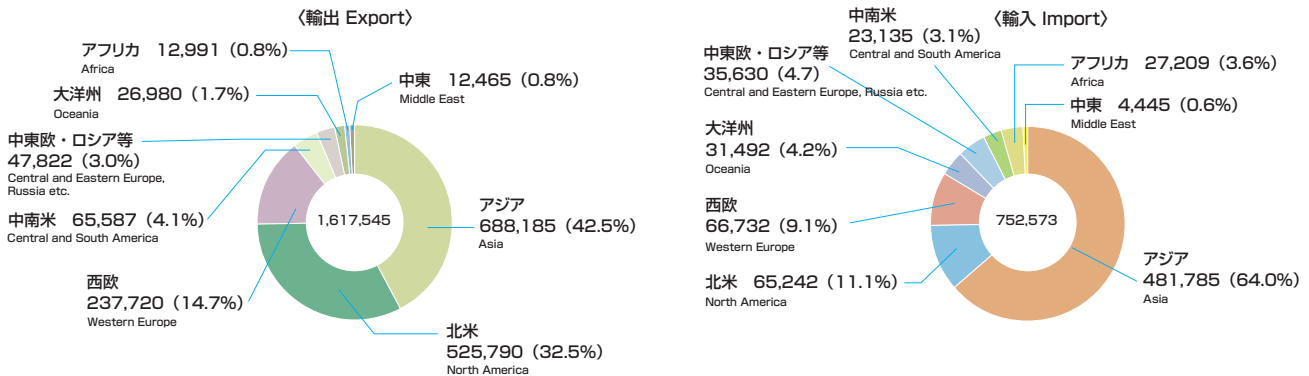 〈輸出 Export〉
アフリカ 12,991（0.8%）
Africa
中東 12,465（0.8%）
Middle East
大洋州 26,980（1.7%）
Oceania
中東欧・ロシア等
47,822（3.0%）
Central and Eastern Europe,
Russia etc.
中南米 65,587（4.1%）
Central and South America
1,617,545
アジア
688,185（42.5%）
Asia
西欧
237,720（14.7%）
Western Europe
北米
525,790（32.5%）
North America
〈輸入 Import〉
中南米
23,135（3.1%）
Central and South America
中東欧・ロシア等
35,630（4.7）
Central and Eastern Europe, Russia etc.
アフリカ 27,209（3.6%）
Africa
中東 4,445（0.6%）
Middle East
大洋州
31,492（4.2%）
Oceania
西欧
66,732（9.1%）
Western Europe
752,573
北米 65,242（11.1%）
North America
アジア
481,785（64.0%）
Asia